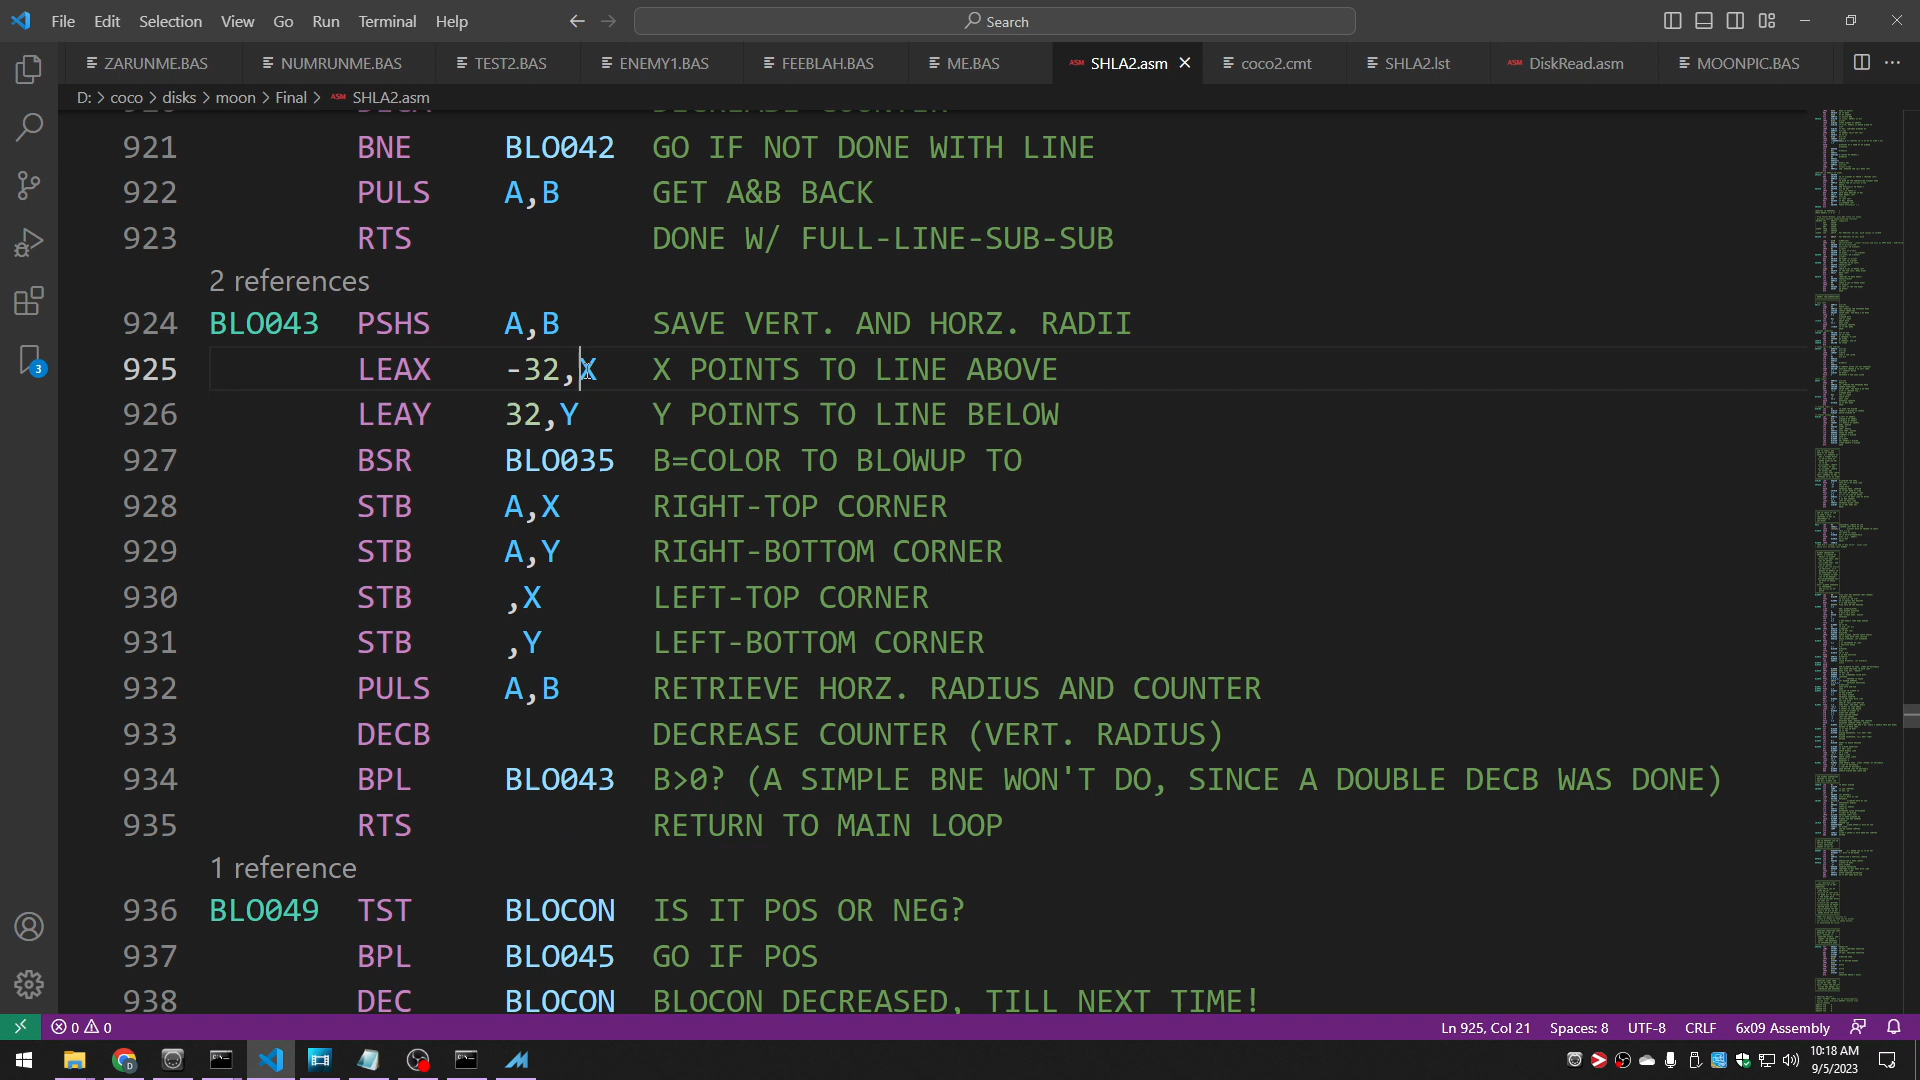 File Edit Selection View Go Run Terminal Help Search
ZARUNME.BAS NUMRUNME.BAS TEST2.BAS ENEMY1.BAS FEEBLAH.BAS ME.BAS ASM SHLA2.asm coco2.cmt SHLA2.lst ASM DiskRead.asm MOONPIC.BAS
D: > coco > disks > moon > Final > ASM SHLA2.asm
921 BNE BLO042 GO IF NOT DONE WITH LINE
922 PULS A,B GET A&B BACK
923 RTS DONE W/ FULL-LINE-SUB-SUB
2 references
924 BLO043 PSHS A,B SAVE VERT. AND HORZ. RADII
925 LEAX -32,X X POINTS TO LINE ABOVE
926 LEAY 32,Y Y POINTS TO LINE BELOW
927 BSR BLO035 B=COLOR TO BLOWUP TO
928 STB A,X RIGHT-TOP CORNER
929 STB A,Y RIGHT-BOTTOM CORNER
930 STB ,X LEFT-TOP CORNER
931 STB ,Y LEFT-BOTTOM CORNER
932 PULS A,B RETRIEVE HORZ. RADIUS AND COUNTER
933 DECB DECREASE COUNTER (VERT. RADIUS)
934 BPL BLO043 B>0? (A SIMPLE BNE WON'T DO, SINCE A DOUBLE DECB WAS DONE)
935 RTS RETURN TO MAIN LOOP
1 reference
936 BLO049 TST BLOCON IS IT POS OR NEG?
937 BPL BLO045 GO IF POS
938 DEC BLOCON BLOCON DECREASED, TILL NEXT TIME!
3
0 0 Ln 925, Col 21 Spaces: 8 UTF-8 CRLF 6x09 Assembly
10:18 AM
9/5/2023